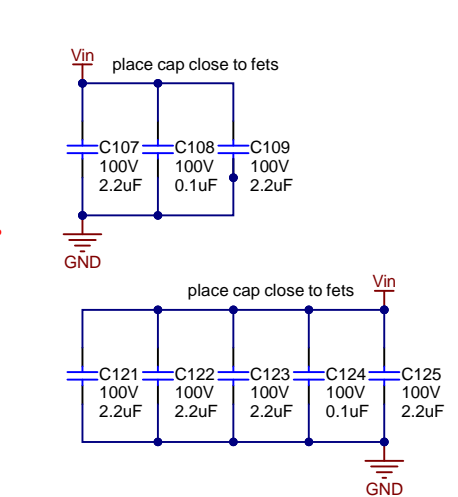 Vin
place cap close to fets
C107 C108 C109
100V 100V 100V
2.2uF 0.1uF 2.2uF
GND
Vin
place cap close to fets
C121 C122 C123 C124 C125
100V 100V 100V 100V 100V
2.2uF 2.2uF 2.2uF 0.1uF 2.2uF
GND